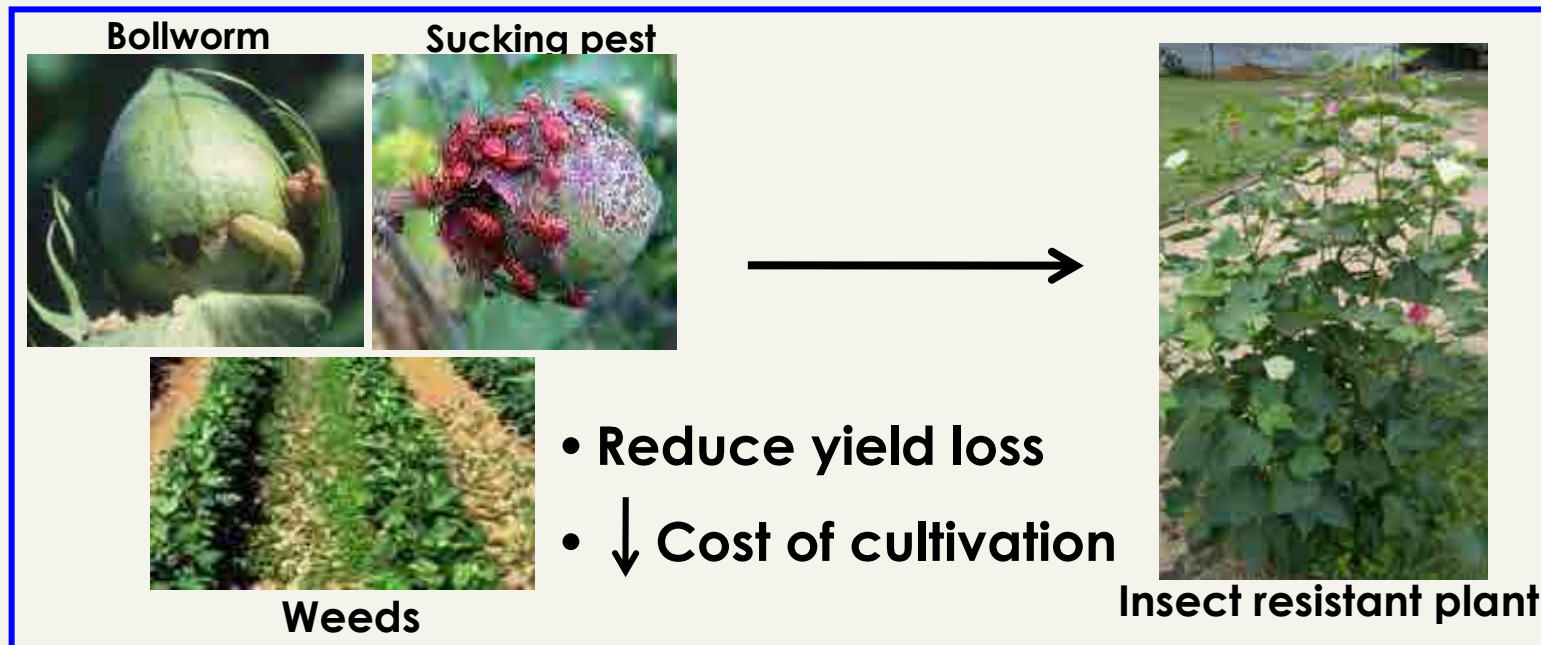 Bollworm
Sucking pest
• Reduce yield loss
• ↓ Cost of cultivation
Weeds
Insect resistant plant